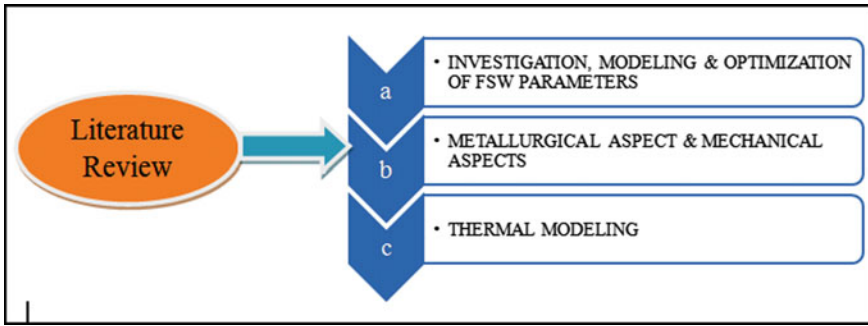 Literature
Review
a
• INVESTIGATION, MODELING & OPTIMIZATION
OF FSW PARAMETERS
b
• METALLURGICAL ASPECT & MECHANICAL
ASPECTS
c
• THERMAL MODELING